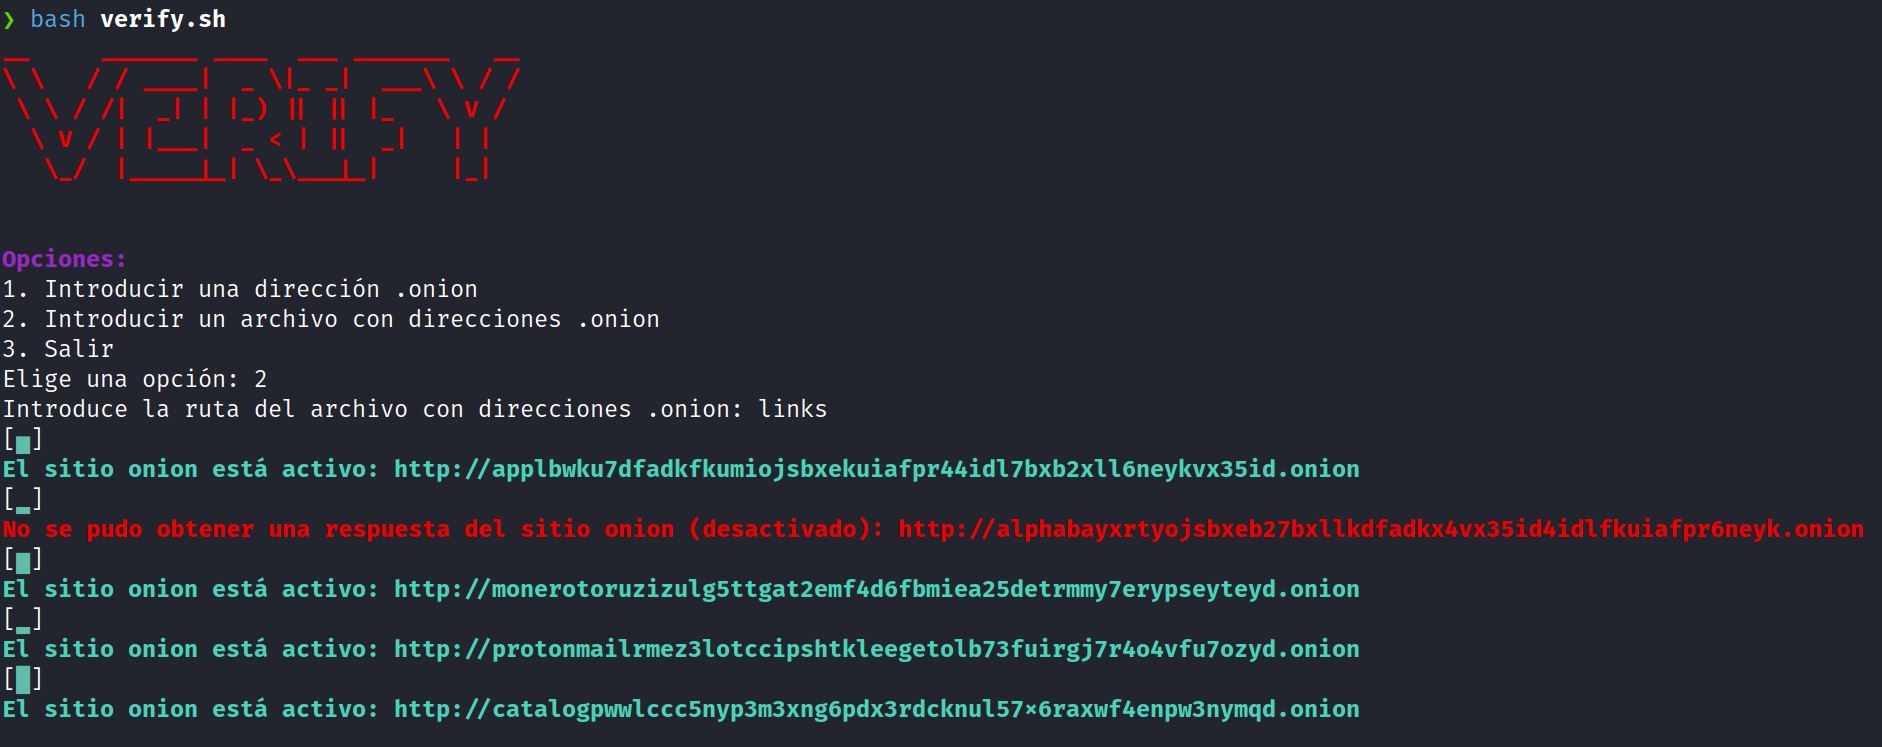 ❯ bash verify.sh
VERIFY
Opciones:
1. Introducir una dirección .onion
2. Introducir un archivo con direcciones .onion
3. Salir
Elige una opción: 2
Introduce la ruta del archivo con direcciones .onion: links
[▄]
El sitio onion está activo: http://applbwku7dfadkfkumiojsbxekuiafpr44idl7bxb2xll6neykvx35id.onion
[▂]
No se pudo obtener una respuesta del sitio onion (desactivado): http://alphabayxrtyojsbxeb27bxllkdfadkx4vx35id4idlfkuiafpr6neyk.onion
[▅]
El sitio onion está activo: http://monerotoruzizulg5ttgat2emf4d6fbmiea25detrmmy7erypseyteyd.onion
[▂]
El sitio onion está activo: http://protonmailrmez3lotccipshtkleegetolb73fuirgj7r4o4vfu7ozyd.onion
[█]
El sitio onion está activo: http://catalogpwwlccc5nyp3m3xng6pdx3rdcknul57×6raxwf4enpw3nymqd.onion